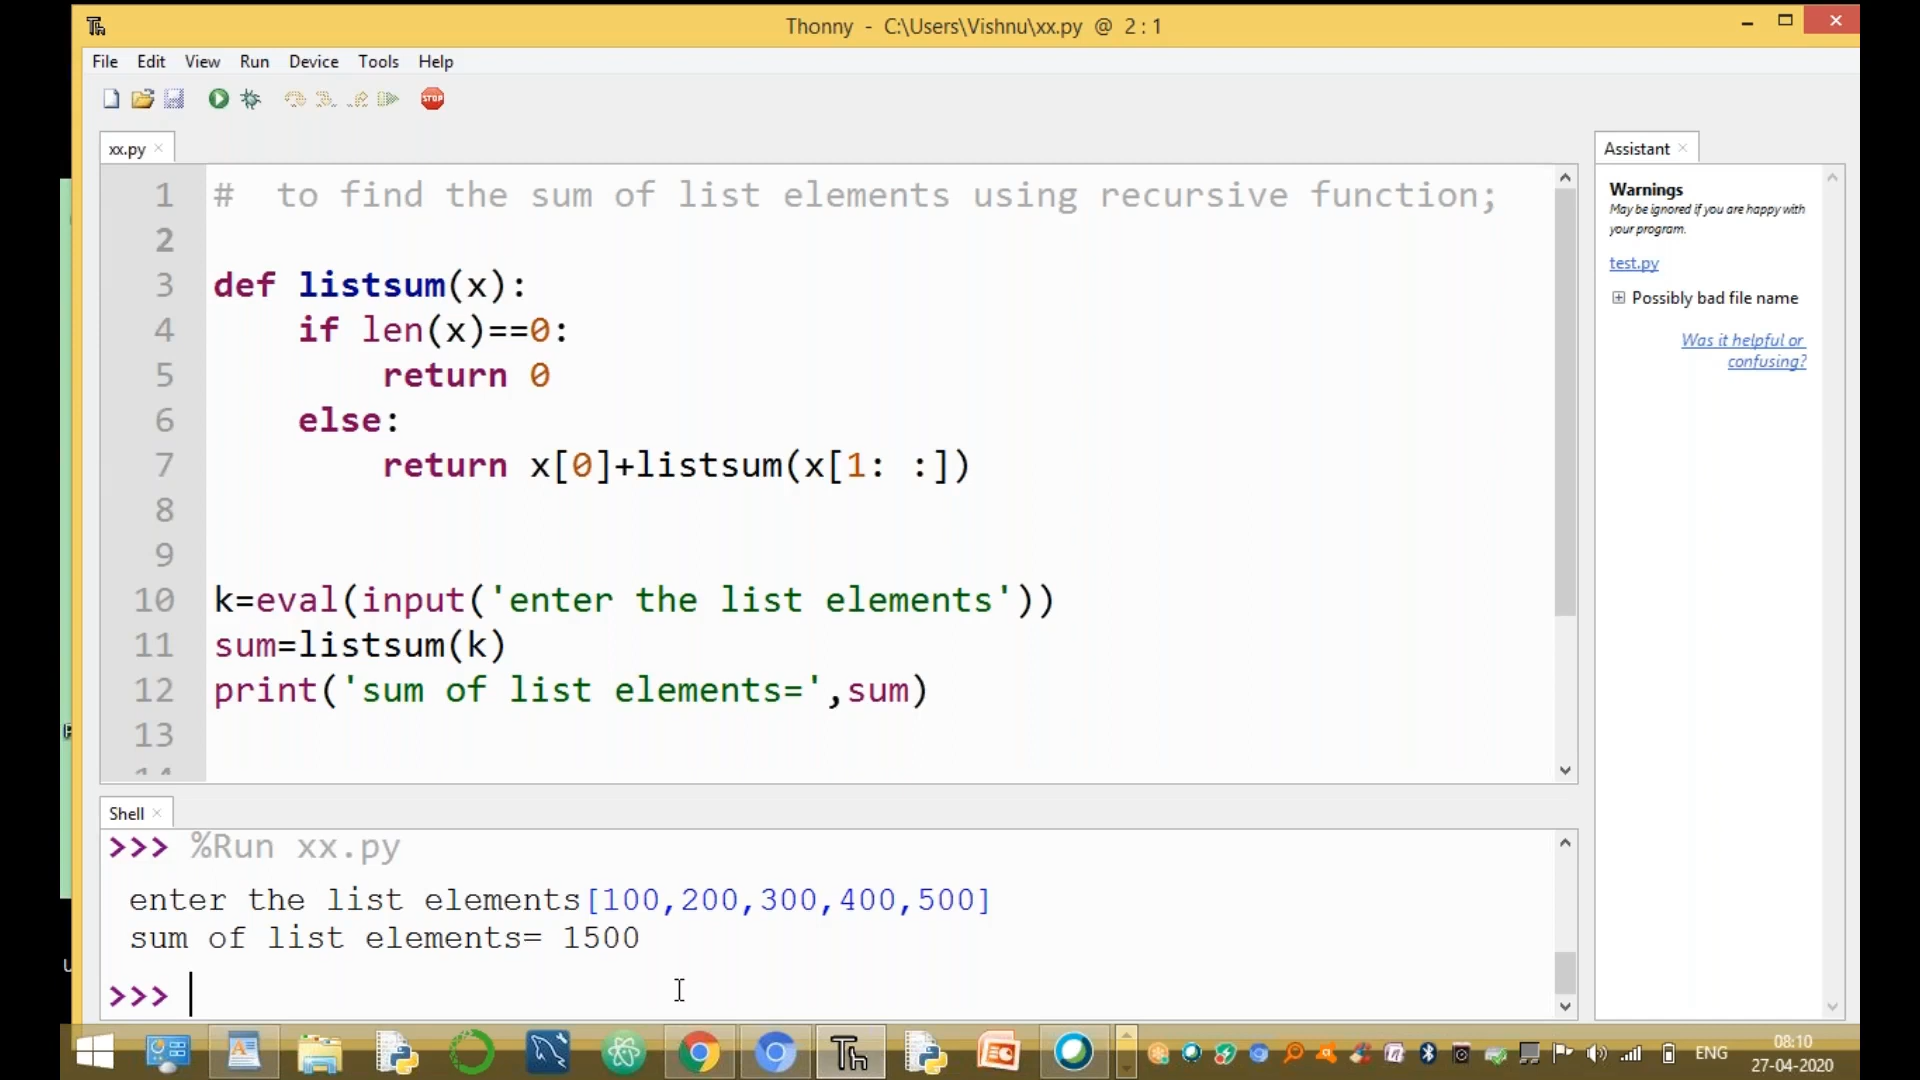 Thonny - C:\Users\Vishnu\xx.py @ 2 : 1
File Edit View Run Device Tools Help
STOP
xx.py
1 #  to find the sum of list elements using recursive function;
2
3 def listsum(x):
4     if len(x)==0:
5         return 0
6     else:
7         return x[0]+listsum(x[1: :])
8
9
10 k=eval(input('enter the list elements'))
11 sum=listsum(k)
12 print('sum of list elements=',sum)
13
14
Assistant
Warnings
May be ignored if you are happy with
your program.
test.py
Possibly bad file name
Was it helpful or
confusing?
Shell
>>> %Run xx.py
enter the list elements[100,200,300,400,500]
sum of list elements= 1500
>>>
Th
ENG
08:10
27-04-2020